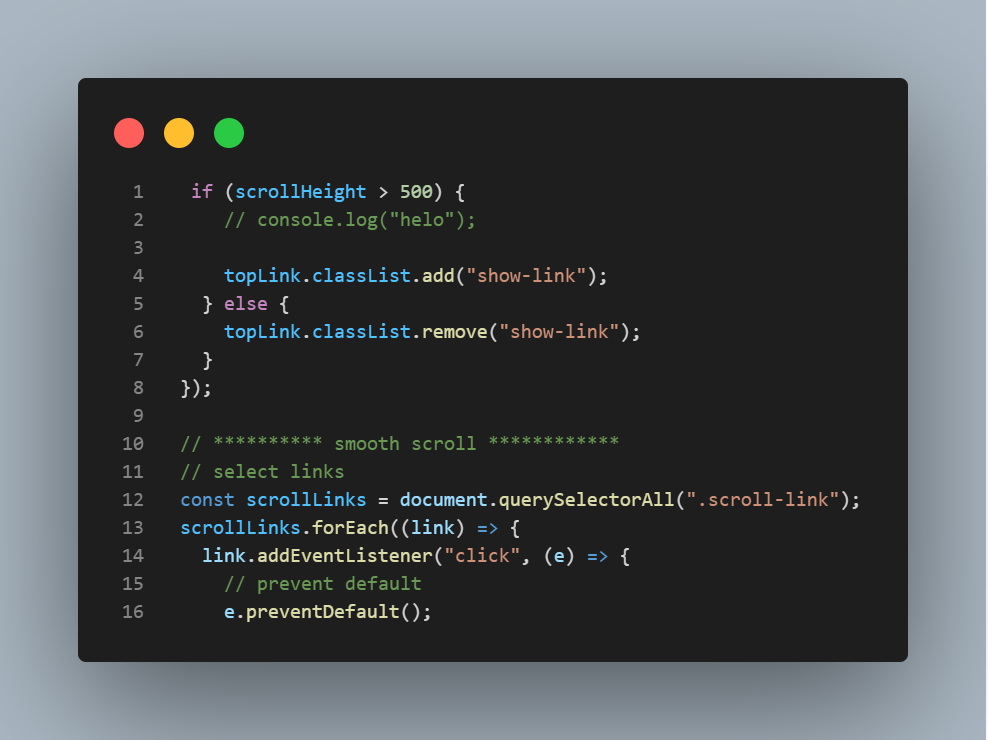 1 if (scrollHeight > 500) {
2 // console.log("helo");
3
4 topLink.classList.add("show-link");
5 } else {
6 topLink.classList.remove("show-link");
7 }
8 });
9
10 // ********** smooth scroll ************
11 // select links
12 const scrollLinks = document.querySelectorAll(".scroll-link");
13 scrollLinks.forEach((link) => {
14 link.addEventListener("click", (e) => {
15 // prevent default
16 e.preventDefault();